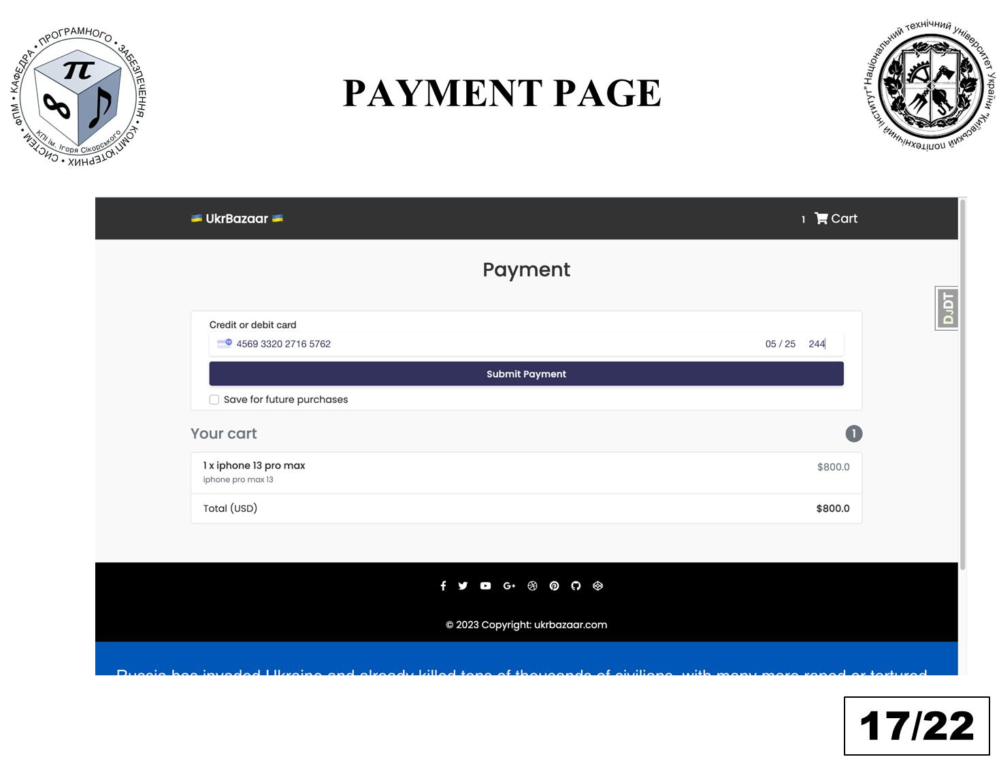 • ФПМ • КАФЕДРА • ПРОГРАМНОГО • ЗАБЕЗПЕЧЕННЯ • КОМП'ЮТЕРНИХ • СИСТЕМ
π
∞
КПІ ім. Ігоря Сікорського
PAYMENT PAGE
Національний технічний університет України "Київський політехнічний інститут"
UkrBazaar
1 Cart
Payment
DJDT
Credit or debit card
4569 3320 2716 5762 05 / 25 244
Submit Payment
Save for future purchases
Your cart 1
1 x iphone 13 pro max $800.0
iphone pro max 13
Total (USD) $800.0
G+
© 2023 Copyright: ukrbazaar.com
Russia has invaded Ukraine and already killed tens of thousands of civilians, with many more raped or tortured.
17/22